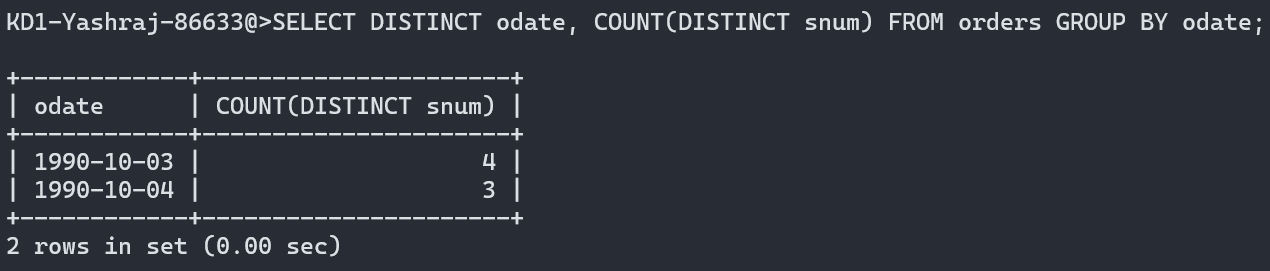 KD1-Yashraj-86633@>SELECT DISTINCT odate, COUNT(DISTINCT snum) FROM orders GROUP BY odate;
+------------+----------------------+
| odate      | COUNT(DISTINCT snum) |
+------------+----------------------+
| 1990-10-03 |                    4 |
| 1990-10-04 |                    3 |
+------------+----------------------+
2 rows in set (0.00 sec)